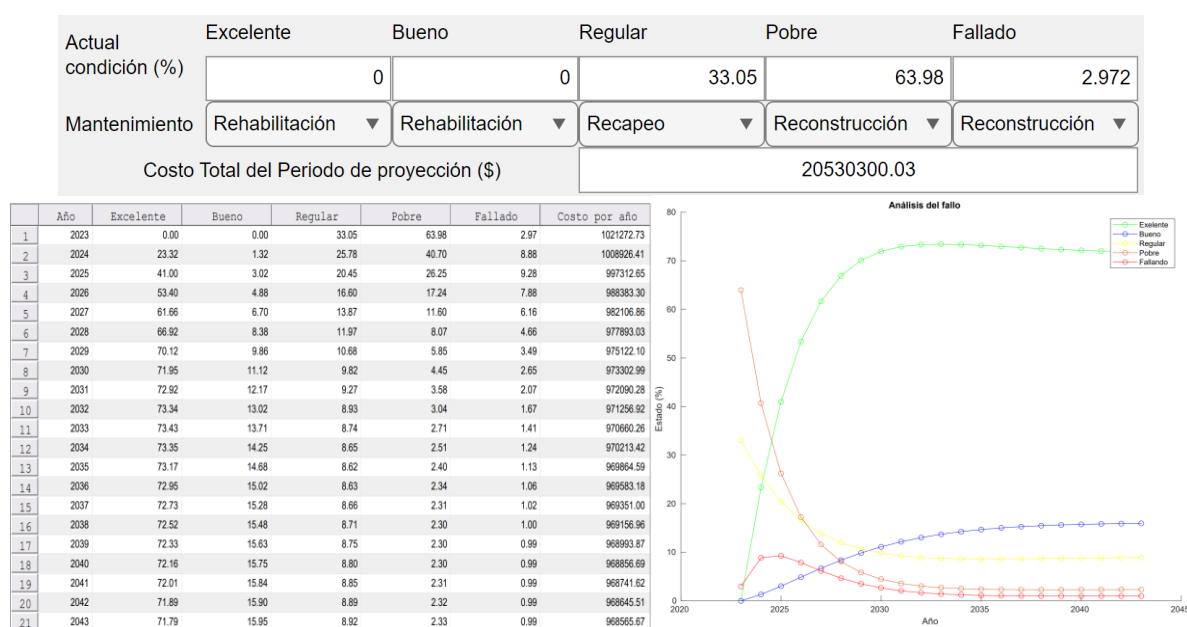 Actual condición (%) Excelente Bueno Regular Pobre Fallado
0 0 33.05 63.98 2.972
Mantenimiento Rehabilitación Rehabilitación Recapeo Reconstrucción Reconstrucción
Costo Total del Periodo de proyección ($) 20530300.03
Año Excelente Bueno Regular Pobre Fallado Costo por año
1 2023 0.00 0.00 33.05 63.98 2.97 1021272.73
2 2024 23.32 1.32 25.78 40.70 8.88 1008926.41
3 2025 41.00 3.02 20.45 26.25 9.28 997312.65
4 2026 53.40 4.88 16.60 17.24 7.88 988383.30
5 2027 61.66 6.70 13.87 11.60 6.16 982106.86
6 2028 66.92 8.38 11.97 8.07 4.66 977893.03
7 2029 70.12 9.86 10.68 5.85 3.49 975122.10
8 2030 71.95 11.12 9.82 4.45 2.65 973302.99
9 2031 72.92 12.17 9.27 3.58 2.07 972090.28
10 2032 73.34 13.02 8.93 3.04 1.67 971256.92
11 2033 73.43 13.71 8.74 2.71 1.41 970660.26
12 2034 73.35 14.25 8.65 2.51 1.24 970213.42
13 2035 73.17 14.68 8.62 2.40 1.13 969864.59
14 2036 72.95 15.02 8.63 2.34 1.06 969583.18
15 2037 72.73 15.28 8.66 2.31 1.02 969351.00
16 2038 72.52 15.48 8.71 2.30 1.00 969156.96
17 2039 72.33 15.63 8.75 2.30 0.99 968993.87
18 2040 72.16 15.75 8.80 2.30 0.99 968856.69
19 2041 72.01 15.84 8.85 2.31 0.99 968741.62
20 2042 71.89 15.90 8.89 2.32 0.99 968645.51
21 2043 71.79 15.95 8.92 2.33 0.99 968565.67
Análisis del fallo
Exelente
Bueno
Regular
Pobre
Fallando
Estado (%)
80
70
60
50
40
30
20
10
0
2020 2025 2030 2035 2040 2045
Año